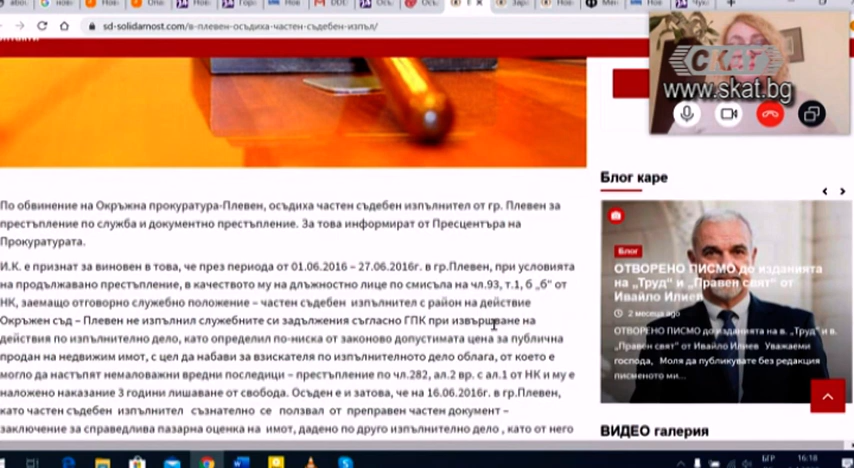 sd-solidarnost.com/в-плевен-осъдиха-частен-съдебен-изпъл/
СКАТ
www.skat.bg
По обвинение на Окръжна прокуратура-Плевен, осъдиха частен съдебен изпълнител от гр. Плевен за
престъпление по служба и документно престъпление. За това информират от Пресцентъра на
Прокуратурата.
И.К. е признат за виновен в това, че през периода от 01.06.2016 – 27.06.2016г. в гр.Плевен, при условията
на продължавано престъпление, в качеството му на длъжностно лице по смисъла на чл.93, т.1, б „б“ от
НК, заемащо отговорно служебно положение – частен съдебен изпълнител с район на действие
Окръжен съд – Плевен не изпълнил служебните си задължения съгласно ГПК при извършване на
действия по изпълнително дело, като определил по-ниска от законово допустимата цена за публична
продан на недвижим имот, с цел да набави за взискателя по изпълнителното дело облага, от което е
могло да настъпят немаловажни вредни последици – престъпление по чл.282, ал.2 вр. с ал.1 от НК и му е
наложено наказание 3 години лишаване от свобода. Осъден е и затова, че на 16.06.2016г. в гр.Плевен,
като частен съдебен изпълнител съзнателно се ползвал от преправен частен документ –
заключение за справедлива пазарна оценка на имот, дадено по друго изпълнително дело , като от него
Блог каре
Блог
ОТВОРЕНО ПИСМО до изданията
на „Труд“ и „Правен свят“ от
Ивайло Илиев
2 месеца ago
ОТВОРЕНО ПИСМО до изданията на в. „Труд“ и в.
„Правен свят“ от Ивайло Илиев Уважаеми
господа, Моля да публикувате без редакция
писменото ми...
ВИДЕО галерия
БГР
16:18